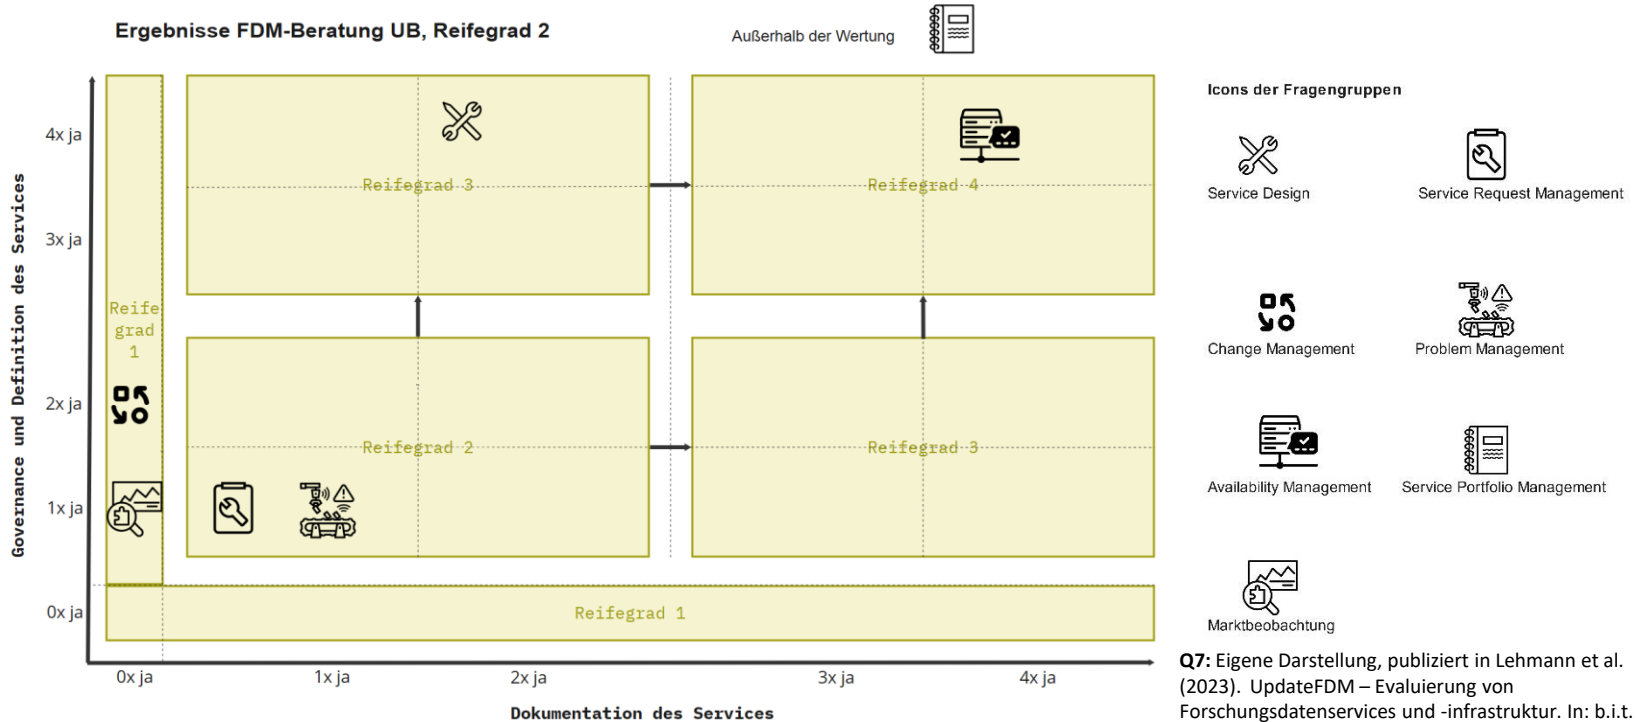 Ergebnisse FDM-Beratung UB, Reifegrad 2
Außerhalb der Wertung
Governance und Definition des Services
4x ja
3x ja
2x ja
1x ja
0x ja
Reife
grad
1
Reifegrad 3
Reifegrad 4
Reifegrad 2
Reifegrad 3
Reifegrad 1
0x ja
1x ja
2x ja
3x ja
4x ja
Dokumentation des Services
Icons der Fragengruppen
Service Design
Service Request Management
Change Management
Problem Management
Availability Management
Service Portfolio Management
Marktbeobachtung
Q7: Eigene Darstellung, publiziert in Lehmann et al.
(2023). UpdateFDM – Evaluierung von
Forschungsdatenservices und -infrastruktur. In: b.i.t.